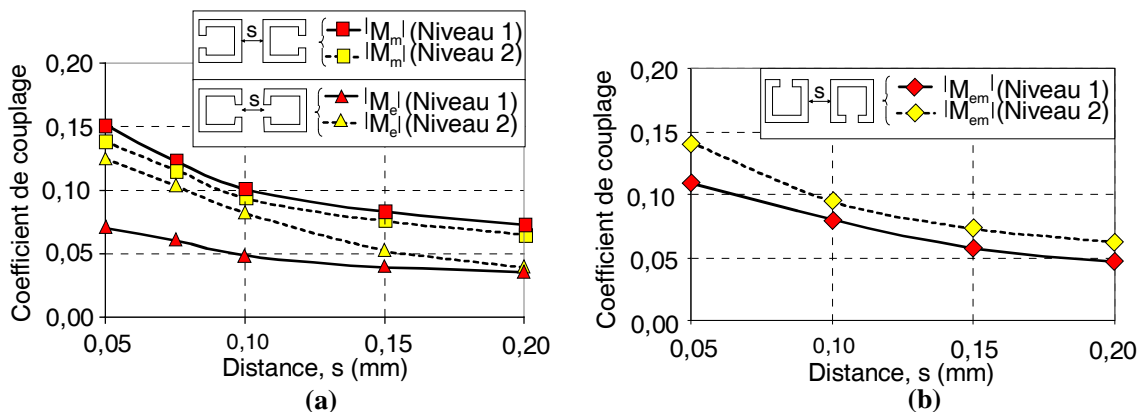 s
|Mm| (Niveau 1)
|Mm| (Niveau 2)
s
|Me| (Niveau 1)
|Me| (Niveau 2)
Coefficient de couplage
0,20
0,15
0,10
0,05
0,00
0,05
0,10
0,15
0,20
Distance, s (mm)
(a)
s
|Mem| (Niveau 1)
|Mem| (Niveau 2)
Coefficient de couplage
0,20
0,15
0,10
0,05
0,00
0,05
0,10
0,15
0,20
Distance, s (mm)
(b)